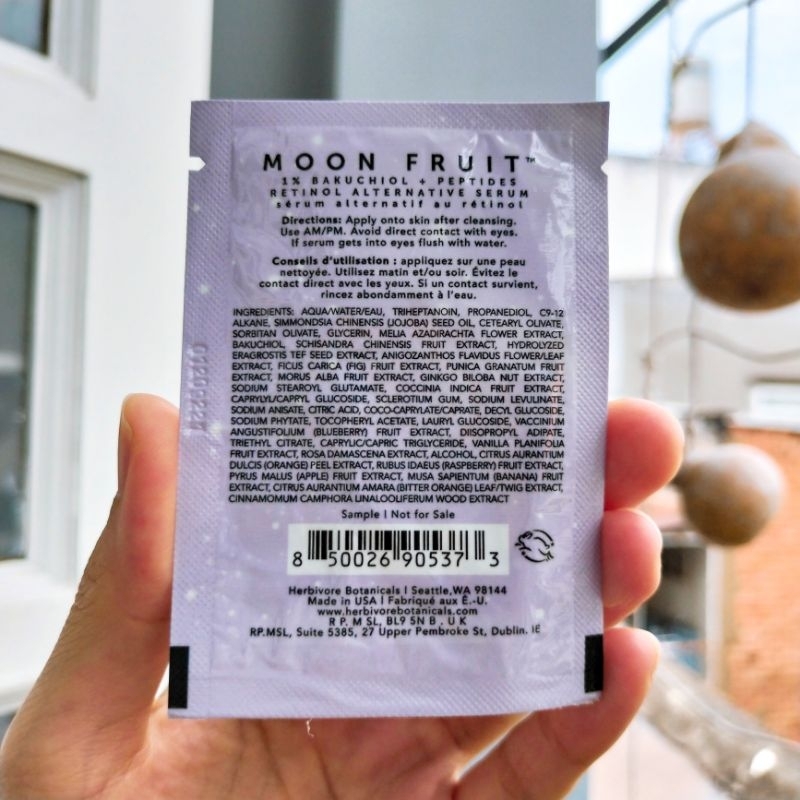 MOON FRUIT™
1% BAKUCHIOL + PEPTIDES
RETINOL ALTERNATIVE SERUM
sérum alternatif au rétinol
Directions: Apply onto skin after cleansing.
Use AM/PM. Avoid direct contact with eyes.
If serum gets into eyes flush with water.
Conseils d'utilisation : appliquez sur une peau
nettoyée. Utilisez matin et/ou soir. Évitez le
contact direct avec les yeux. Si un contact survient,
rincez abondamment à l'eau.
INGREDIENTS: AQUA/WATER/EAU, TRIHEPTANOIN, PROPANEDIOL, C9-12
ALKANE, SIMMONDSIA CHINENSIS (JOJOBA) SEED OIL, CETEARYL OLIVATE,
SORBITAN OLIVATE, GLYCERIN, MELIA AZADIRACHTA FLOWER EXTRACT,
BAKUCHIOL, SCHISANDRA CHINENSIS FRUIT EXTRACT, HYDROLYZED
ERAGROSTIS TEF SEED EXTRACT, ANIGOZANTHOS FLAVIDUS FLOWER/LEAF
EXTRACT, FICUS CARICA (FIG) FRUIT EXTRACT, PUNICA GRANATUM FRUIT
EXTRACT, MORUS ALBA FRUIT EXTRACT, GINKGO BILOBA NUT EXTRACT,
SODIUM STEAROYL GLUTAMATE, COCCINIA INDICA FRUIT EXTRACT,
CAPRYLYL/CAPRYL GLUCOSIDE, SCLEROTIUM GUM, SODIUM LEVULINATE,
SODIUM ANISATE, CITRIC ACID, COCO-CAPRYLATE/CAPRATE, DECYL GLUCOSIDE,
SODIUM PHYTATE, TOCOPHERYL ACETATE, LAURYL GLUCOSIDE, VACCINIUM
ANGUSTIFOLIUM (BLUEBERRY) FRUIT EXTRACT, DIISOPROPYL ADIPATE,
TRIETHYL CITRATE, CAPRYLIC/CAPRIC TRIGLYCERIDE, VANILLA PLANIFOLIA
FRUIT EXTRACT, ROSA DAMASCENA EXTRACT, ALCOHOL, CITRUS AURANTIUM
DULCIS (ORANGE) PEEL EXTRACT, RUBUS IDAEUS (RASPBERRY) FRUIT EXTRACT,
PYRUS MALUS (APPLE) FRUIT EXTRACT, MUSA SAPIENTUM (BANANA) FRUIT
EXTRACT, CITRUS AURANTIUM AMARA (BITTER ORANGE) LEAF/TWIG EXTRACT,
CINNAMOMUM CAMPHORA LINALOOLIFERUM WOOD EXTRACT
Sample | Not for Sale
8 50026 90537 3
Herbivore Botanicals | Seattle, WA 98144
Made in USA | Fabriqué aux É.-U.
www.herbivorebotanicals.com
R P. M SL, BL9 5N B . U K
RP.MSL, Suite 5385, 27 Upper Pembroke St, Dublin. IE